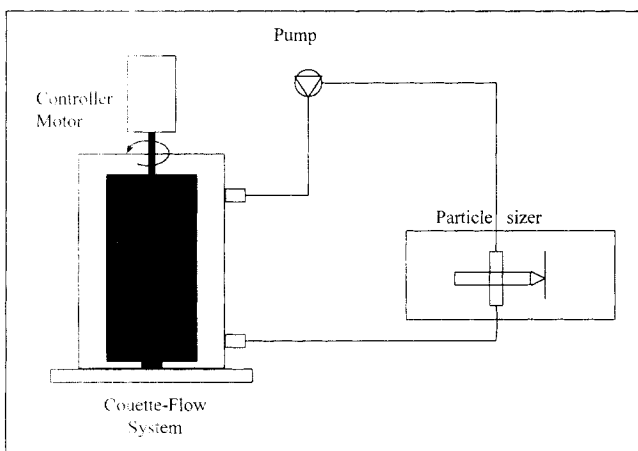 Pump
Controller
Motor
Particle sizer
Couette-Flow
System